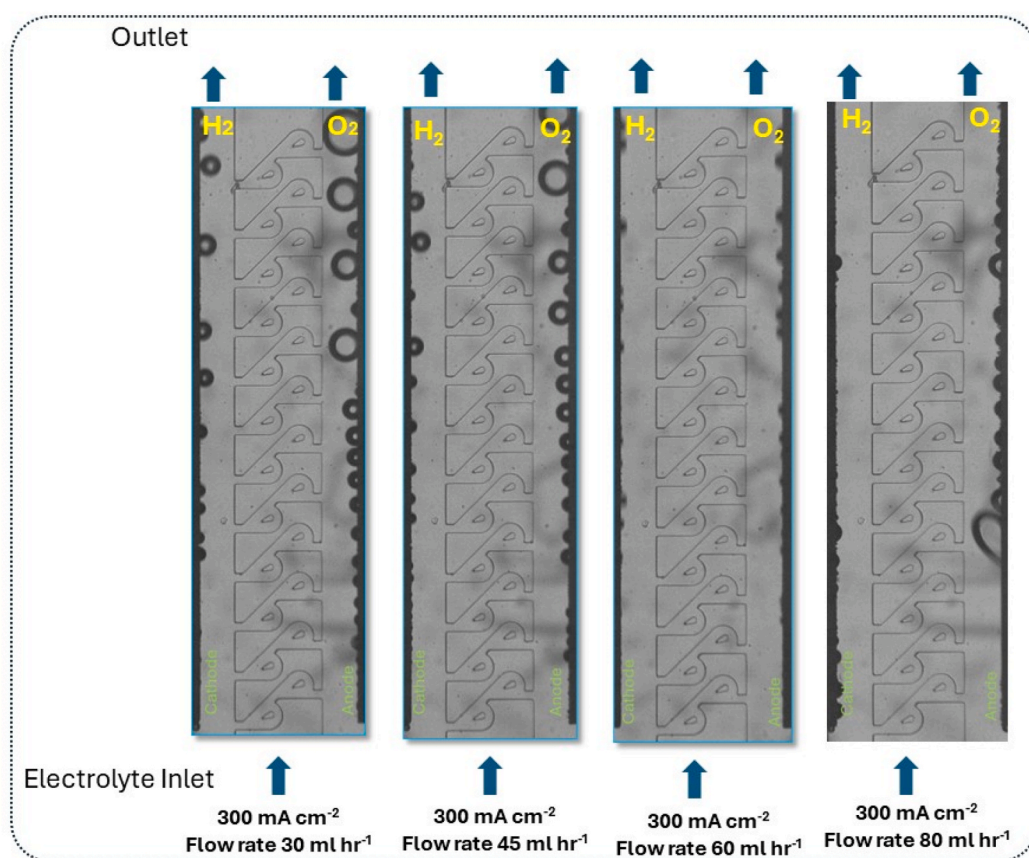 Outlet
H2 O2
H2 O2
H2 O2
H2 O2
Cathode Anode
Cathode Anode
Cathode Anode
Cathode Anode
Electrolyte Inlet
300 mA cm-2
Flow rate 30 ml hr-1
300 mA cm-2
Flow rate 45 ml hr-1
300 mA cm-2
Flow rate 60 ml hr-1
300 mA cm-2
Flow rate 80 ml hr-1